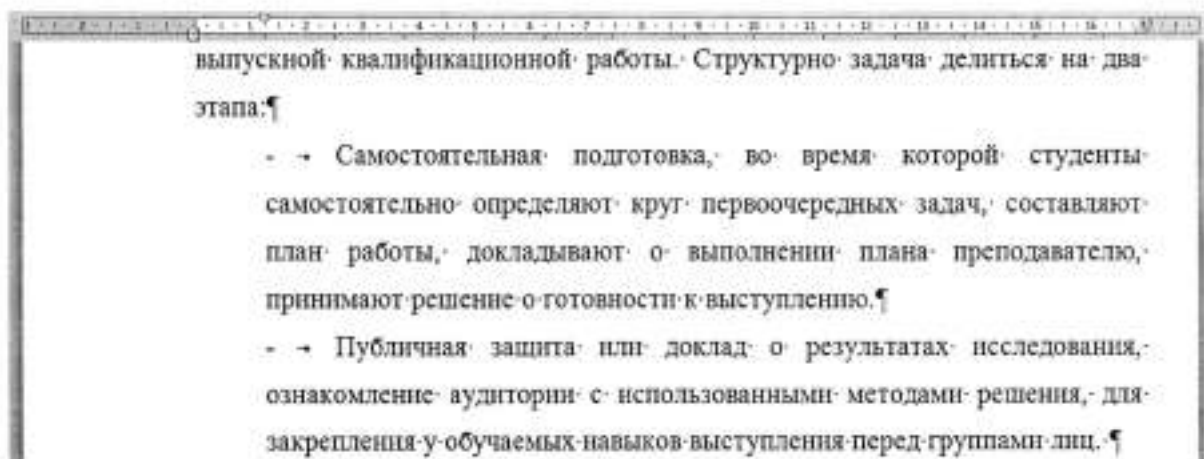 выпускной квалификационной работы. Структурно задача делиться на два
этапа:¶
- → Самостоятельная подготовка, во время которой студенты
самостоятельно определяют круг первоочередных задач, составляют
план работы, докладывают о выполнении плана преподавателю,
принимают решение о готовности к выступлению.¶
- → Публичная защита или доклад о результатах исследования,
ознакомление аудитории с использованными методами решения, для
закрепления у обучаемых навыков выступления перед группами лиц. ¶